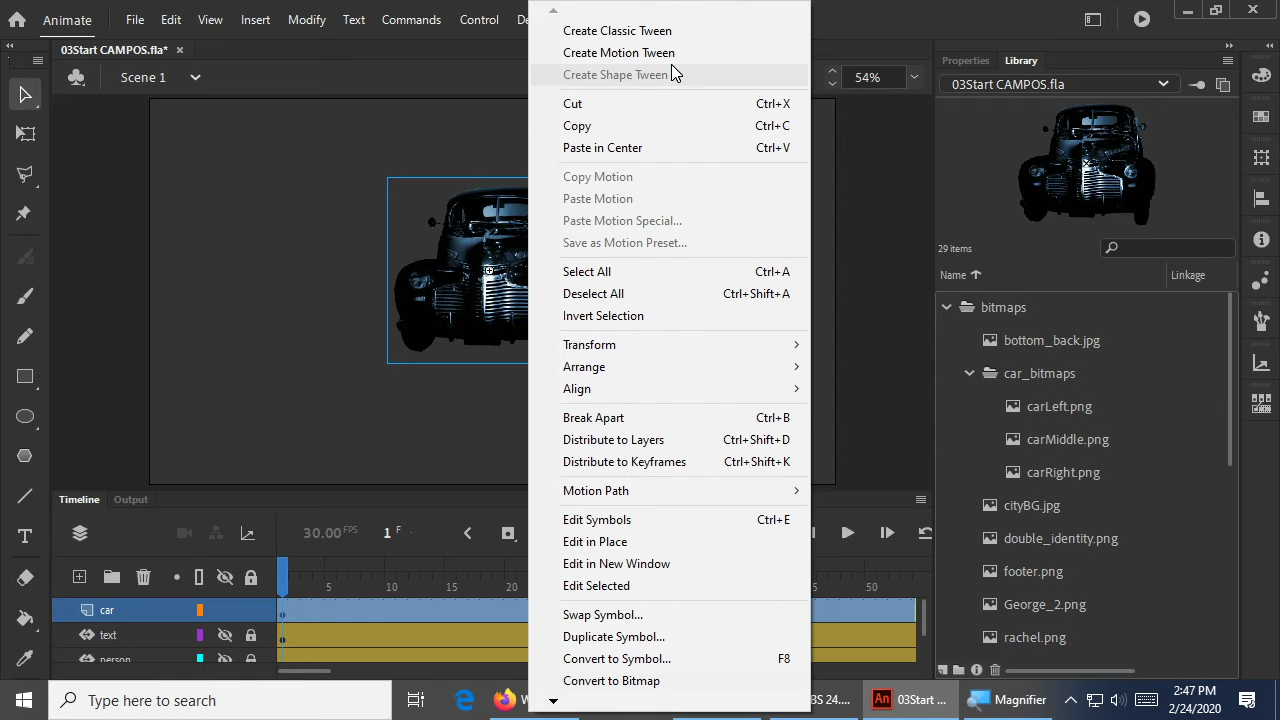 Animate
File
Edit
View
Insert
Modify
Text
Commands
Control
03Start CAMPOS.fla*
Scene 1
54%
Create Classic Tween
Create Motion Tween
Create Shape Tween
Cut Ctrl+X
Copy Ctrl+C
Paste in Center Ctrl+V
Copy Motion
Paste Motion
Paste Motion Special...
Save as Motion Preset...
Select All Ctrl+A
Deselect All Ctrl+Shift+A
Invert Selection
Transform
Arrange
Align
Break Apart Ctrl+B
Distribute to Layers Ctrl+Shift+D
Distribute to Keyframes Ctrl+Shift+K
Motion Path
Edit Symbols Ctrl+E
Edit in Place
Edit in New Window
Edit Selected
Swap Symbol...
Duplicate Symbol...
Convert to Symbol... F8
Convert to Bitmap
Properties
Library
03Start CAMPOS.fla
29 items
Name
Linkage
bitmaps
bottom_back.jpg
car_bitmaps
carLeft.png
carMiddle.png
carRight.png
cityBG.jpg
double_identity.png
footer.png
George_2.png
rachel.png
Timeline
Output
30.00 FPS
1 F
5
10
15
20
50
car
text
person
Type here to search
An
03Start ...
Magnifier
2:47 PM
2/24/2020